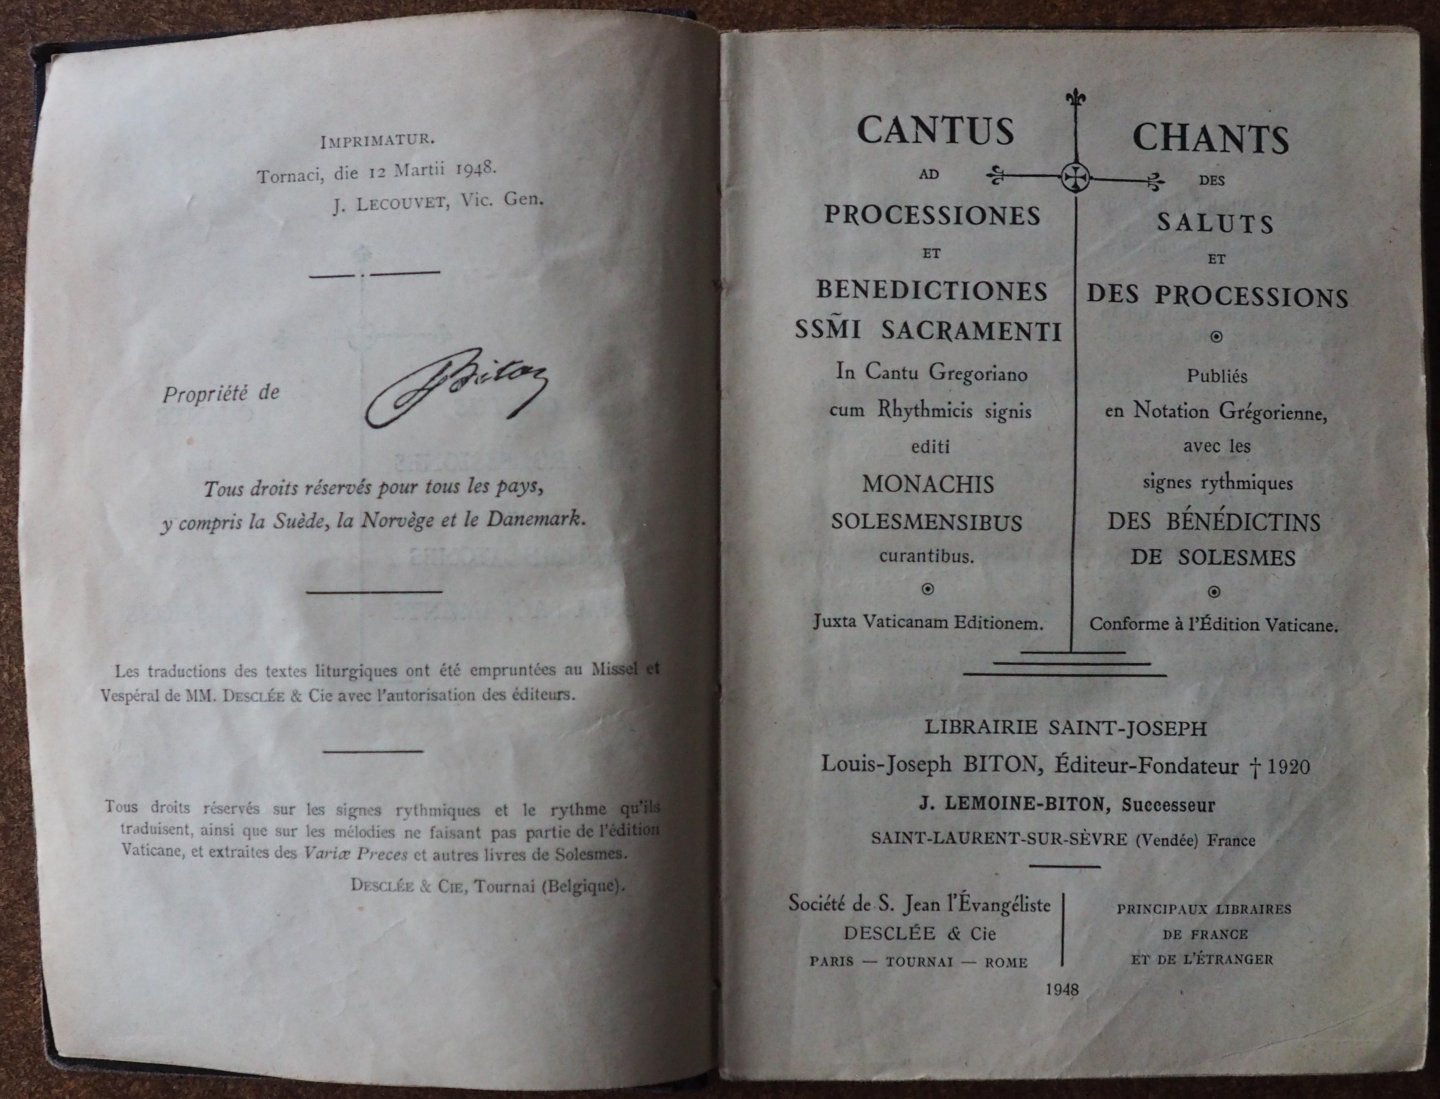 IMPRIMATUR.
Tornaci, die 12 Martii 1948.
J. LECOUVET, Vic. Gen.
Propriété de
Biton
Tous droits réservés pour tous les pays,
y compris la Suède, la Norvège et le Danemark.
Les traductions des textes liturgiques ont été empruntées au Missel et
Vespéral de MM. DESCLÉE & Cie avec l'autorisation des éditeurs.
Tous droits réservés sur les signes rythmiques et le rythme qu'ils
traduisent, ainsi que sur les mélodies ne faisant pas partie de l'édition
Vaticane, et extraites des Variæ Preces et autres livres de Solesmes.
DESCLÉE & CIE, Tournai (Belgique).
CANTUS
AD
PROCESSIONES
ET
BENEDICTIONES
SSM̃I SACRAMENTI
In Cantu Gregoriano
cum Rhythmicis signis
editi
MONACHIS
SOLESMENSIBUS
curantibus.
Juxta Vaticanam Editionem.
CHANTS
DES
SALUTS
ET
DES PROCESSIONS
Publiés
en Notation Grégorienne,
avec les
signes rythmiques
DES BÉNÉDICTINS
DE SOLESMES
Conforme à l'Édition Vaticane.
LIBRAIRIE SAINT-JOSEPH
Louis-Joseph BITON, Éditeur-Fondateur † 1920
J. LEMOINE-BITON, Successeur
SAINT-LAURENT-SUR-SÈVRE (Vendée) France
Société de S. Jean l'Évangéliste
DESCLÉE & Cie
PARIS — TOURNAI — ROME
PRINCIPAUX LIBRAIRES
DE FRANCE
ET DE L'ÉTRANGER
1948